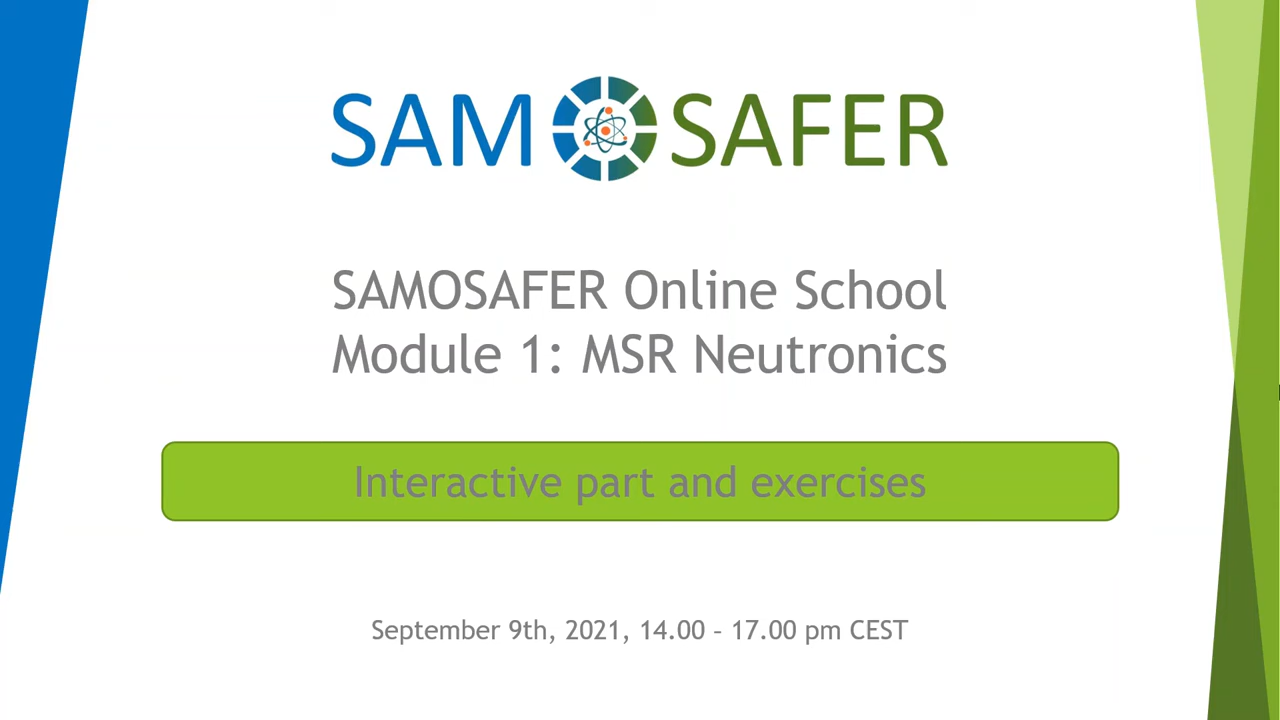 SAMOSAFER
SAMOSAFER Online School
Module 1: MSR Neutronics
Interactive part and exercises
September 9th, 2021, 14.00 – 17.00 pm CEST